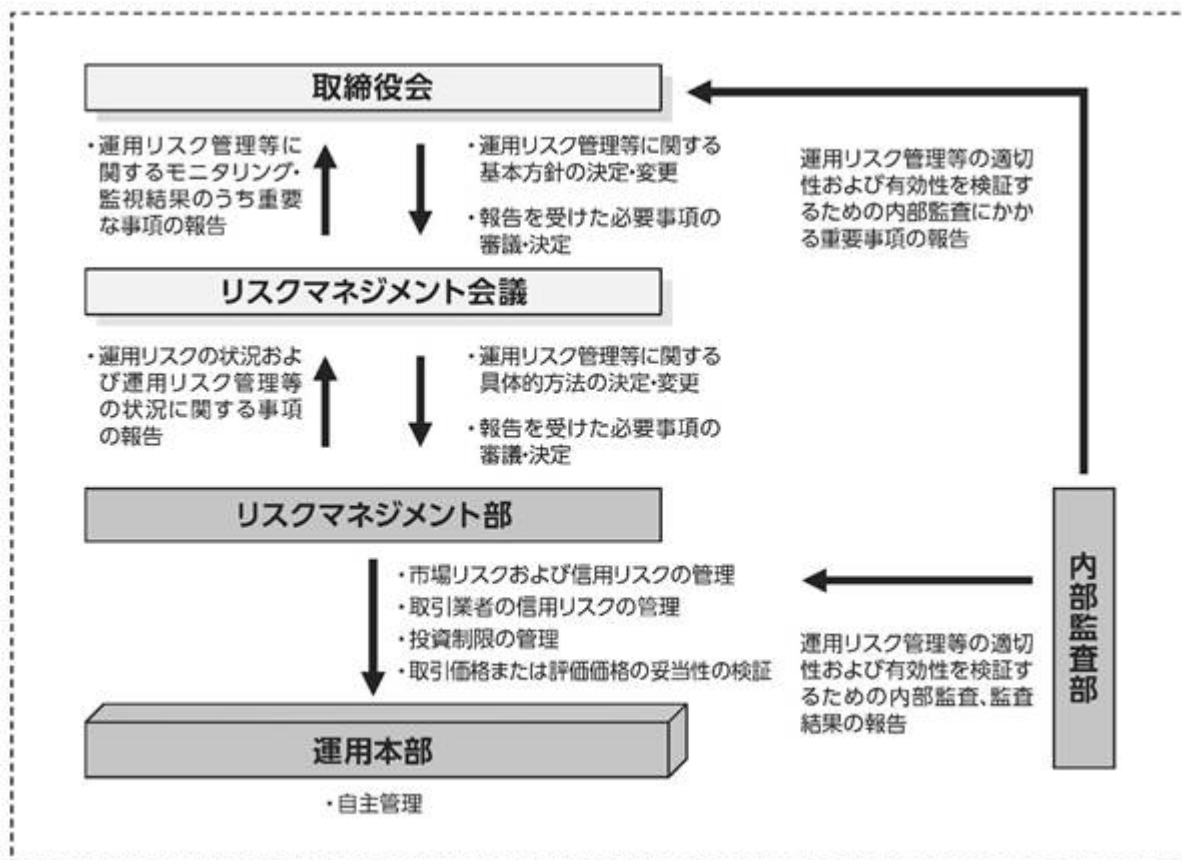 取締役会
・運用リスク管理等に
関するモニタリング・
監視結果のうち重要
な事項の報告
・運用リスク管理等に関する
基本方針の決定・変更
・報告を受けた必要事項の
審議・決定
運用リスク管理等の適切
性および有効性を検証す
るための内部監査にかか
る重要事項の報告
リスクマネジメント会議
・運用リスクの状況およ
び運用リスク管理等
の状況に関する事項
の報告
・運用リスク管理等に関する
具体的方法の決定・変更
・報告を受けた必要事項の
審議・決定
リスクマネジメント部
・市場リスクおよび信用リスクの管理
・取引業者の信用リスクの管理
・投資制限の管理
・取引価格または評価価格の妥当性の検証
内部監査部
運用リスク管理等の適切
性および有効性を検証す
るための内部監査、監査
結果の報告
運用本部
・自主管理